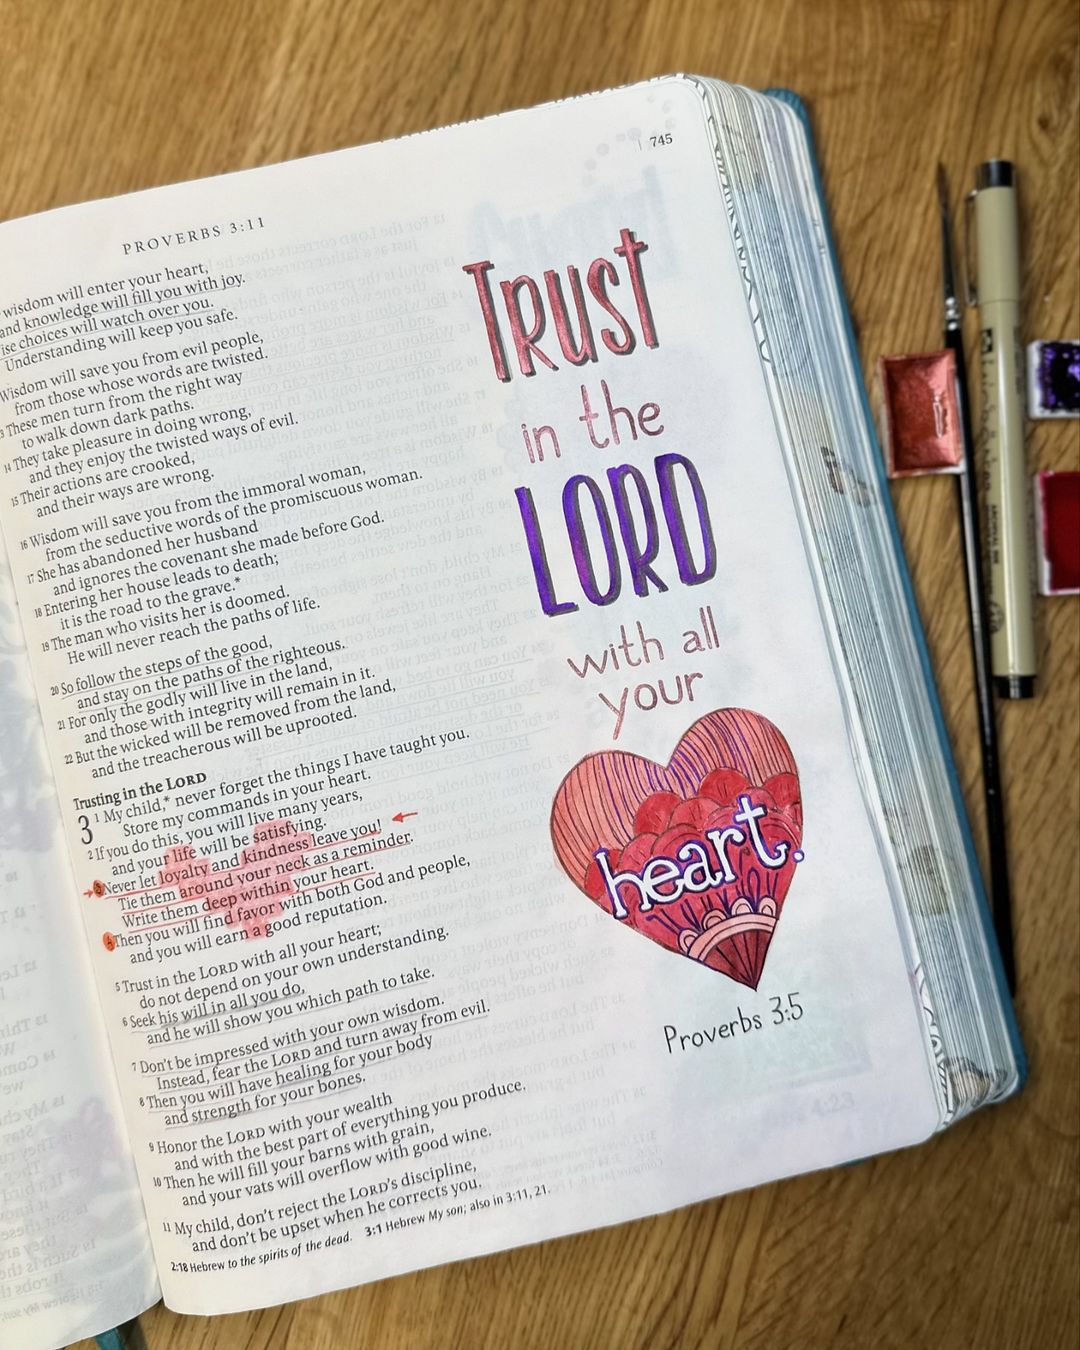 PROVERBS 3:11
745
wisdom will enter your heart,
and knowledge will fill you with joy.
ise choices will watch over you.
Understanding will keep you safe.
Wisdom will save you from evil people,
from those whose words are twisted.
3 These men turn from the right way
to walk down dark paths.
14 They take pleasure in doing wrong,
and they enjoy the twisted ways of evil.
15 Their actions are crooked,
and their ways are wrong.
16 Wisdom will save you from the immoral woman,
from the seductive words of the promiscuous woman.
17 She has abandoned her husband
and ignores the covenant she made before God.
18 Entering her house leads to death;
it is the road to the grave.*
19 The man who visits her is doomed.
He will never reach the paths of life.
20 So follow the steps of the good,
and stay on the paths of the righteous.
21 For only the godly will live in the land,
and those with integrity will remain in it.
22 But the wicked will be removed from the land,
and the treacherous will be uprooted.
Trusting in the LORD
3 1 My child,* never forget the things I have taught you.
Store my commands in your heart.
2 If you do this, you will live many years,
and your life will be satisfying.
3 Never let loyalty and kindness leave you!
Tie them around your neck as a reminder.
Write them deep within your heart.
4 Then you will find favor with both God and people,
and you will earn a good reputation.
5 Trust in the LORD with all your heart;
do not depend on your own understanding.
6 Seek his will in all you do,
and he will show you which path to take.
7 Don't be impressed with your own wisdom.
Instead, fear the LORD and turn away from evil.
8 Then you will have healing for your body
and strength for your bones.
9 Honor the LORD with your wealth
and with the best part of everything you produce.
10 Then he will fill your barns with grain,
and your vats will overflow with good wine.
11 My child, don't reject the LORD's discipline,
and don't be upset when he corrects you.
2:18 Hebrew to the spirits of the dead. 3:1 Hebrew My son; also in 3:11, 21.
TRUST
in the
LORD
with all
your
heart.
Proverbs 3:5